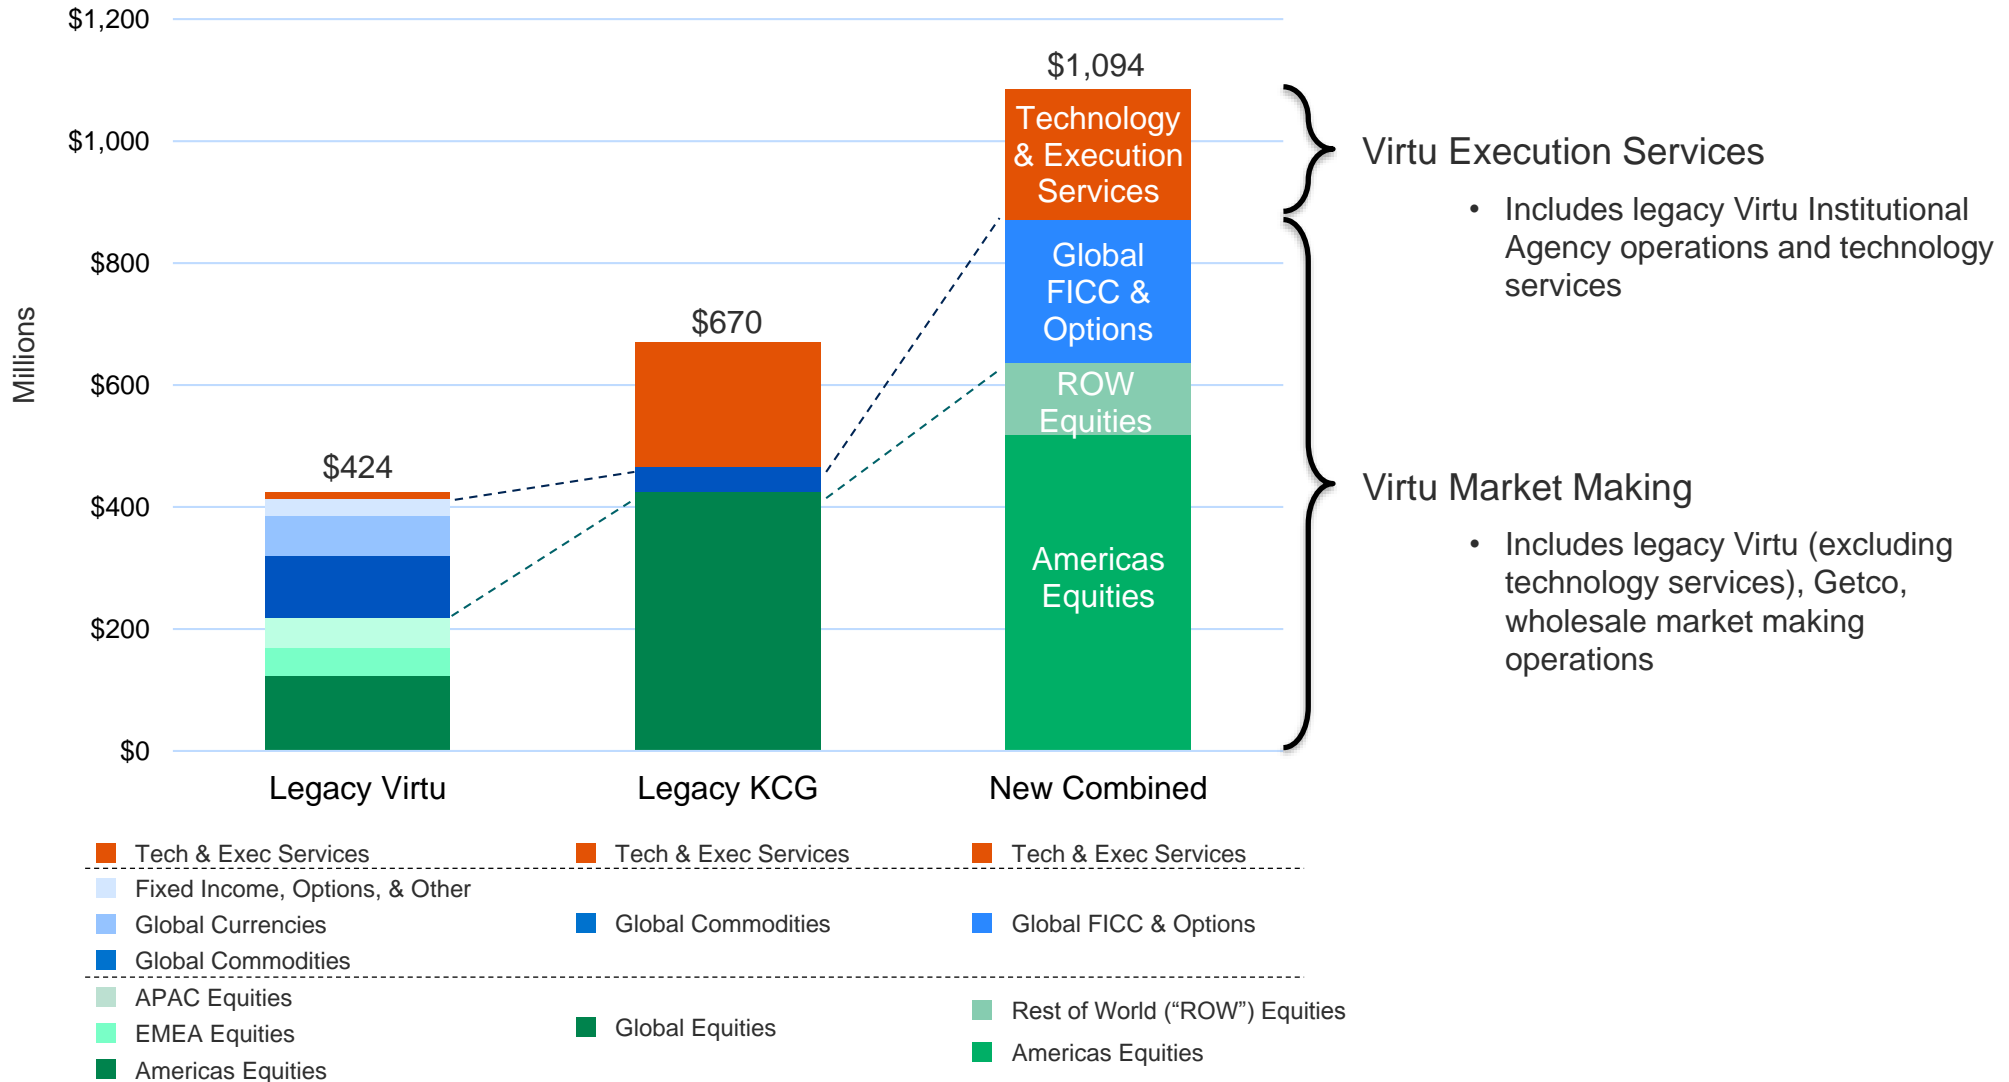 $1,200
$1,000
$800
$600
$400
$200
$0
Millions
$424
$670
$1,094
Technology
& Execution
Services
Global
FICC &
Options
ROW
Equities
Americas
Equities
Legacy Virtu
Legacy KCG
New Combined
Virtu Execution Services
• Includes legacy Virtu Institutional
Agency operations and technology
services
Virtu Market Making
• Includes legacy Virtu (excluding
technology services), Getco,
wholesale market making
operations
Tech & Exec Services
Fixed Income, Options, & Other
Global Currencies
Global Commodities
APAC Equities
EMEA Equities
Americas Equities
Tech & Exec Services
Global Commodities
Global Equities
Tech & Exec Services
Global FICC & Options
Rest of World (“ROW”) Equities
Americas Equities